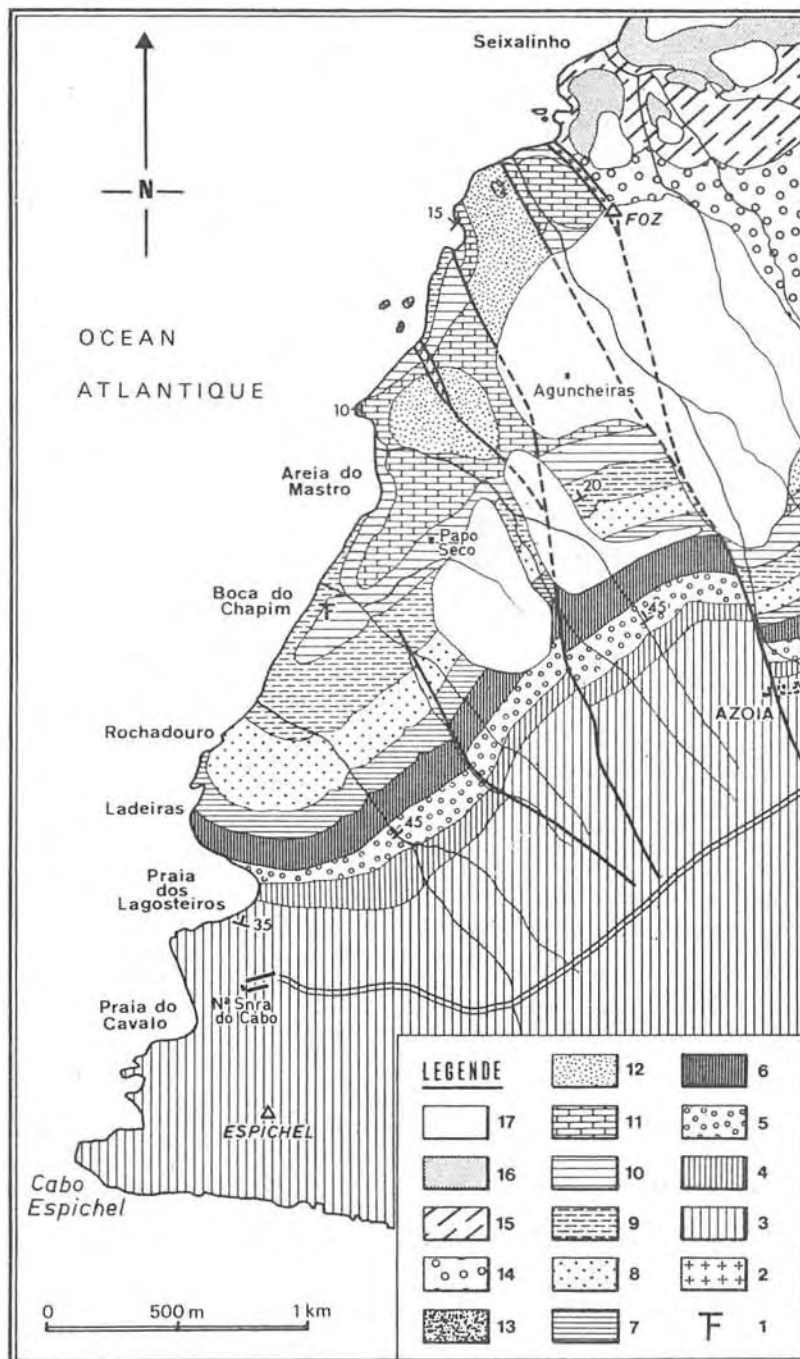 Seixalinho
N
FOZ
15
OCEAN
ATLANTIQUE
Aguncheiras
10
20
Areia do
Mastro
Papo
Seco
Boca do
Chapim
45
AZOIA
Rochadouro
Ladeiras
45
Praia
dos
Lagosteiros
35
Nª Snra
do Cabo
Praia do
Cavalo
ESPICHEL
Cabo
Espichel
0 500 m 1 km
LEGENDE
17
16
15
14
13
12
11
10
9
8
7
6
5
4
3
2
1